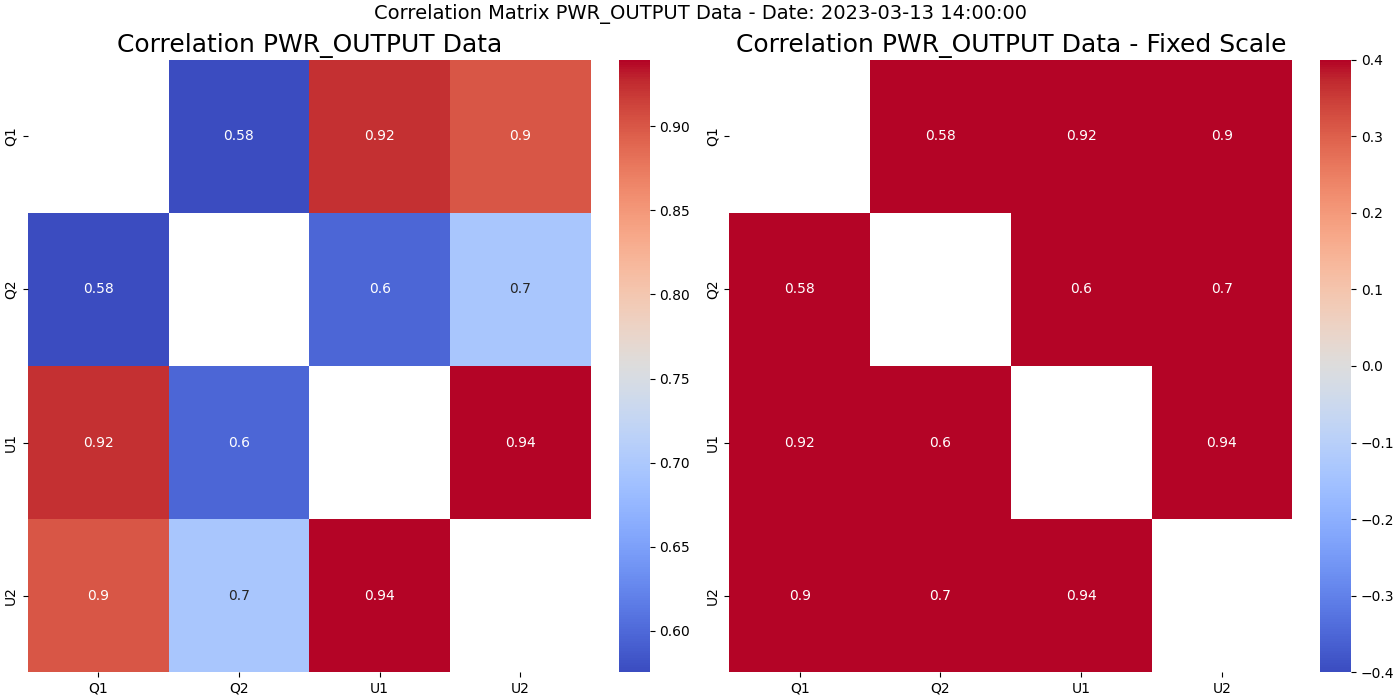 Correlation Matrix PWR_OUTPUT Data - Date: 2023-03-13 14:00:00
Correlation PWR_OUTPUT Data
Q1
Q2
U1
U2
0.58 0.92 0.9
0.58 0.6 0.7
0.92 0.6 0.94
0.9 0.7 0.94
Q1 Q2 U1 U2
0.90
0.85
0.80
0.75
0.70
0.65
0.60
Correlation PWR_OUTPUT Data - Fixed Scale
Q1
Q2
U1
U2
0.58 0.92 0.9
0.58 0.6 0.7
0.92 0.6 0.94
0.9 0.7 0.94
Q1 Q2 U1 U2
0.4
0.3
0.2
0.1
0.0
−0.1
−0.2
−0.3
−0.4